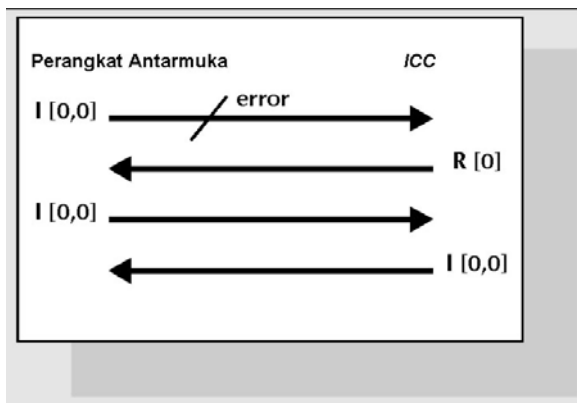 Perangkat Antarmuka ICC
I [0,0] error
R [0]
I [0,0]
I [0,0]